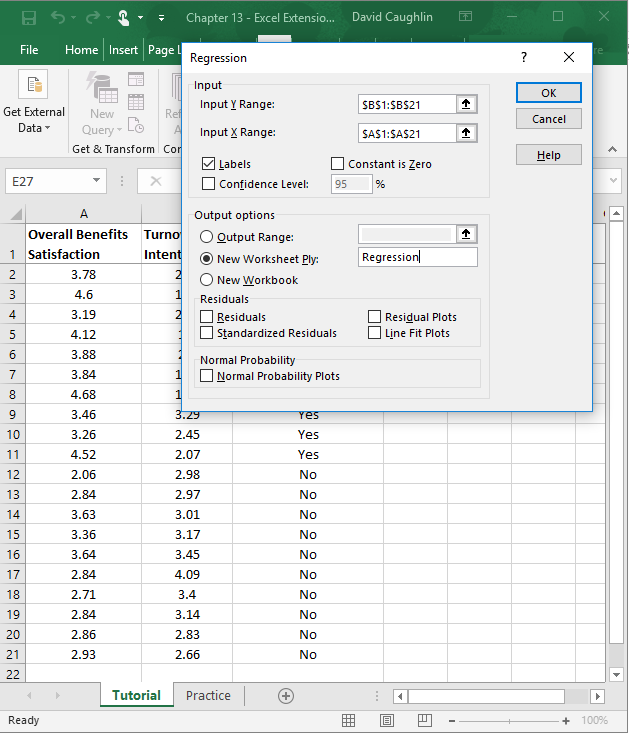 Chapter 13 - Excel Extensio... David Caughlin
File Home Insert Page L
Regression ? 
Input
Input Y Range: $B$1:$B$21
Input X Range: $A$1:$A$21
Labels Constant is Zero
Confidence Level: 95 %
OK
Cancel
Help
Output options
Output Range:
New Worksheet Ply: Regression
New Workbook
Residuals
Residuals Residual Plots
Standardized Residuals Line Fit Plots
Normal Probability
Normal Probability Plots
Get External
Data
New
Query
Get & Transform Con
E27
A
Overall Benefits Turnov
1 Satisfaction Intent
2 3.78 2
3 4.6 1
4 3.19 2
5 4.12 1
6 3.88 2
7 3.84 1
8 4.68 1
9 3.46 3.29 Yes
10 3.26 2.45 Yes
11 4.52 2.07 Yes
12 2.06 2.98 No
13 2.84 2.97 No
14 3.63 3.01 No
15 3.36 3.17 No
16 3.64 3.45 No
17 2.84 4.09 No
18 2.71 3.4 No
19 2.84 3.14 No
20 2.86 2.83 No
21 2.93 2.66 No
22
Tutorial Practice
Ready 100%